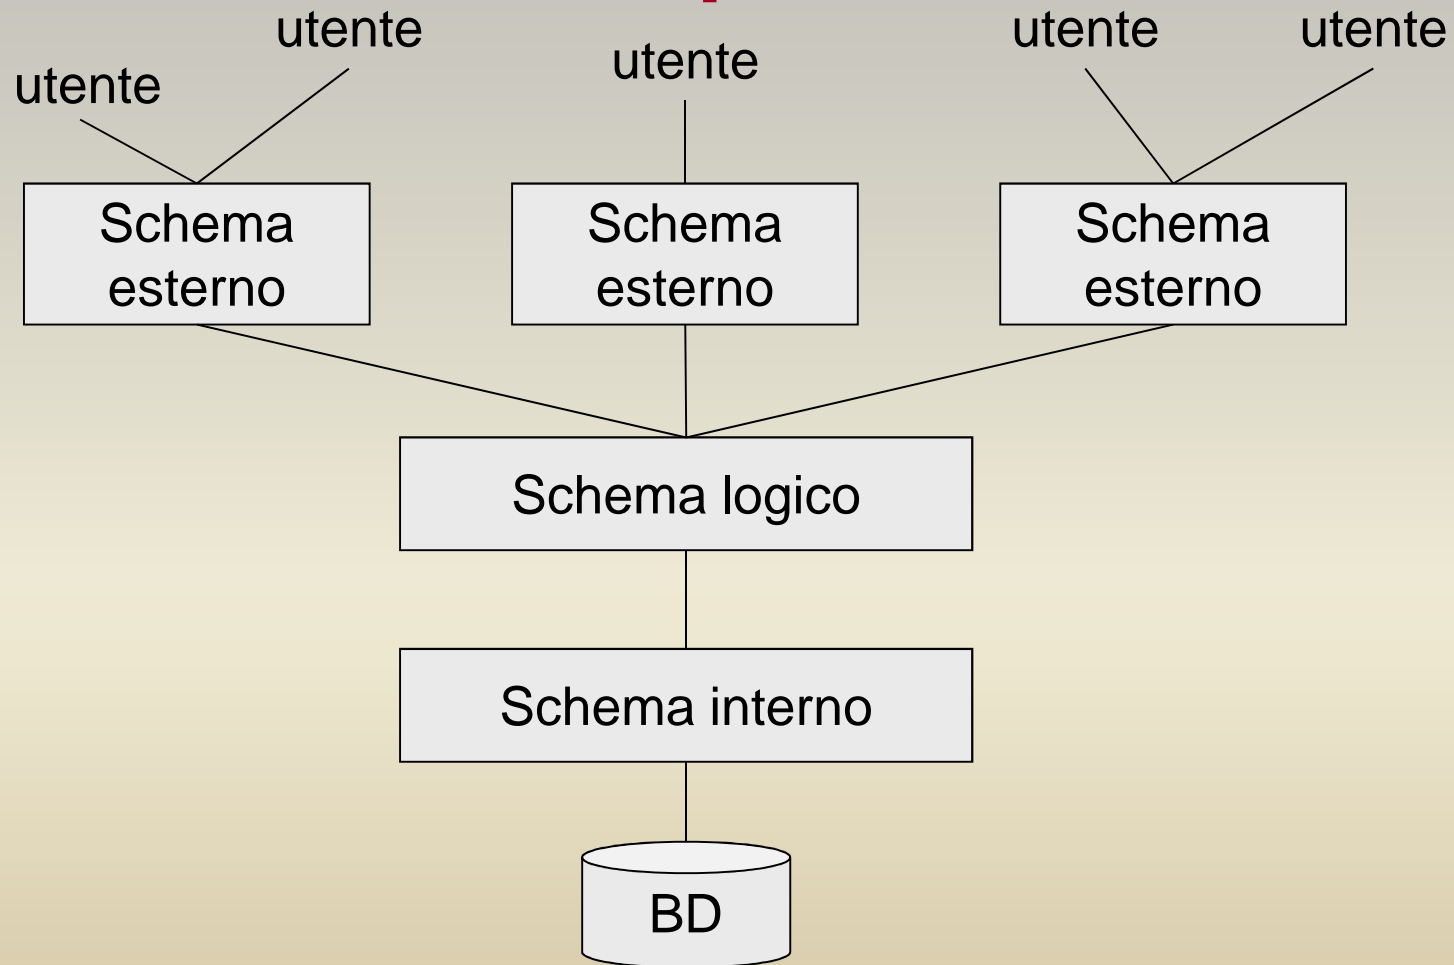 utente
utente
utente
utente
utente
Schema
esterno
Schema
esterno
Schema
esterno
Schema logico
Schema interno
BD